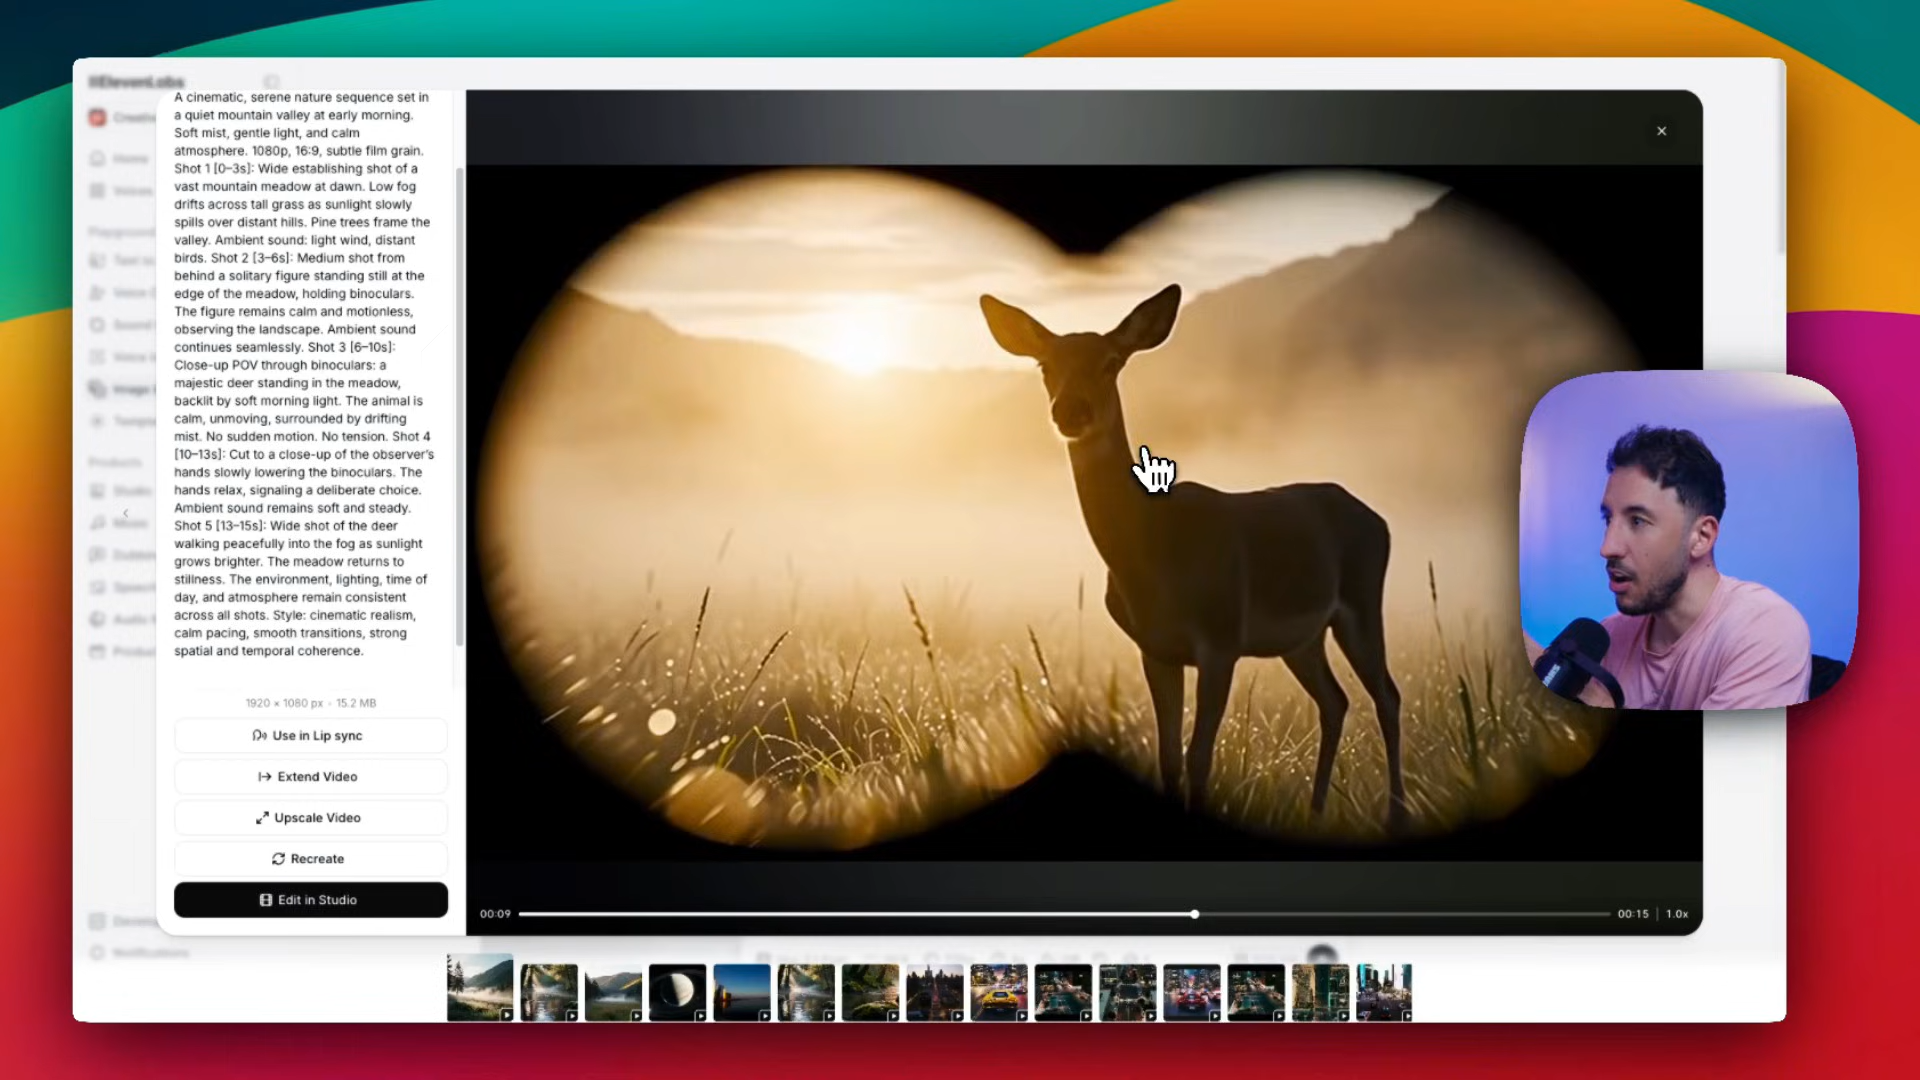 IIElevenLabs
Home
Voices
A cinematic, serene nature sequence set in
a quiet mountain valley at early morning.
Soft mist, gentle light, and calm
atmosphere. 1080p, 16:9, subtle film grain.
Shot 1 [0–3s]: Wide establishing shot of a
vast mountain meadow at dawn. Low fog
drifts across tall grass as sunlight slowly
spills over distant hills. Pine trees frame the
valley. Ambient sound: light wind, distant
birds. Shot 2 [3–6s]: Medium shot from
behind a solitary figure standing still at the
edge of the meadow, holding binoculars.
The figure remains calm and motionless,
observing the landscape. Ambient sound
continues seamlessly. Shot 3 [6–10s]:
Close-up POV through binoculars: a
majestic deer standing in the meadow,
backlit by soft morning light. The animal is
calm, unmoving, surrounded by drifting
mist. No sudden motion. No tension. Shot 4
[10–13s]: Cut to a close-up of the observer's
hands slowly lowering the binoculars. The
hands relax, signaling a deliberate choice.
Ambient sound remains soft and steady.
Shot 5 [13–15s]: Wide shot of the deer
walking peacefully into the fog as sunlight
grows brighter. The meadow returns to
stillness. The environment, lighting, time of
day, and atmosphere remain consistent
across all shots. Style: cinematic realism,
calm pacing, smooth transitions, strong
spatial and temporal coherence.
1920 × 1080 px · 15.2 MB
Use in Lip sync
Extend Video
Upscale Video
Recreate
Edit in Studio
00:09
00:15 | 1.0x